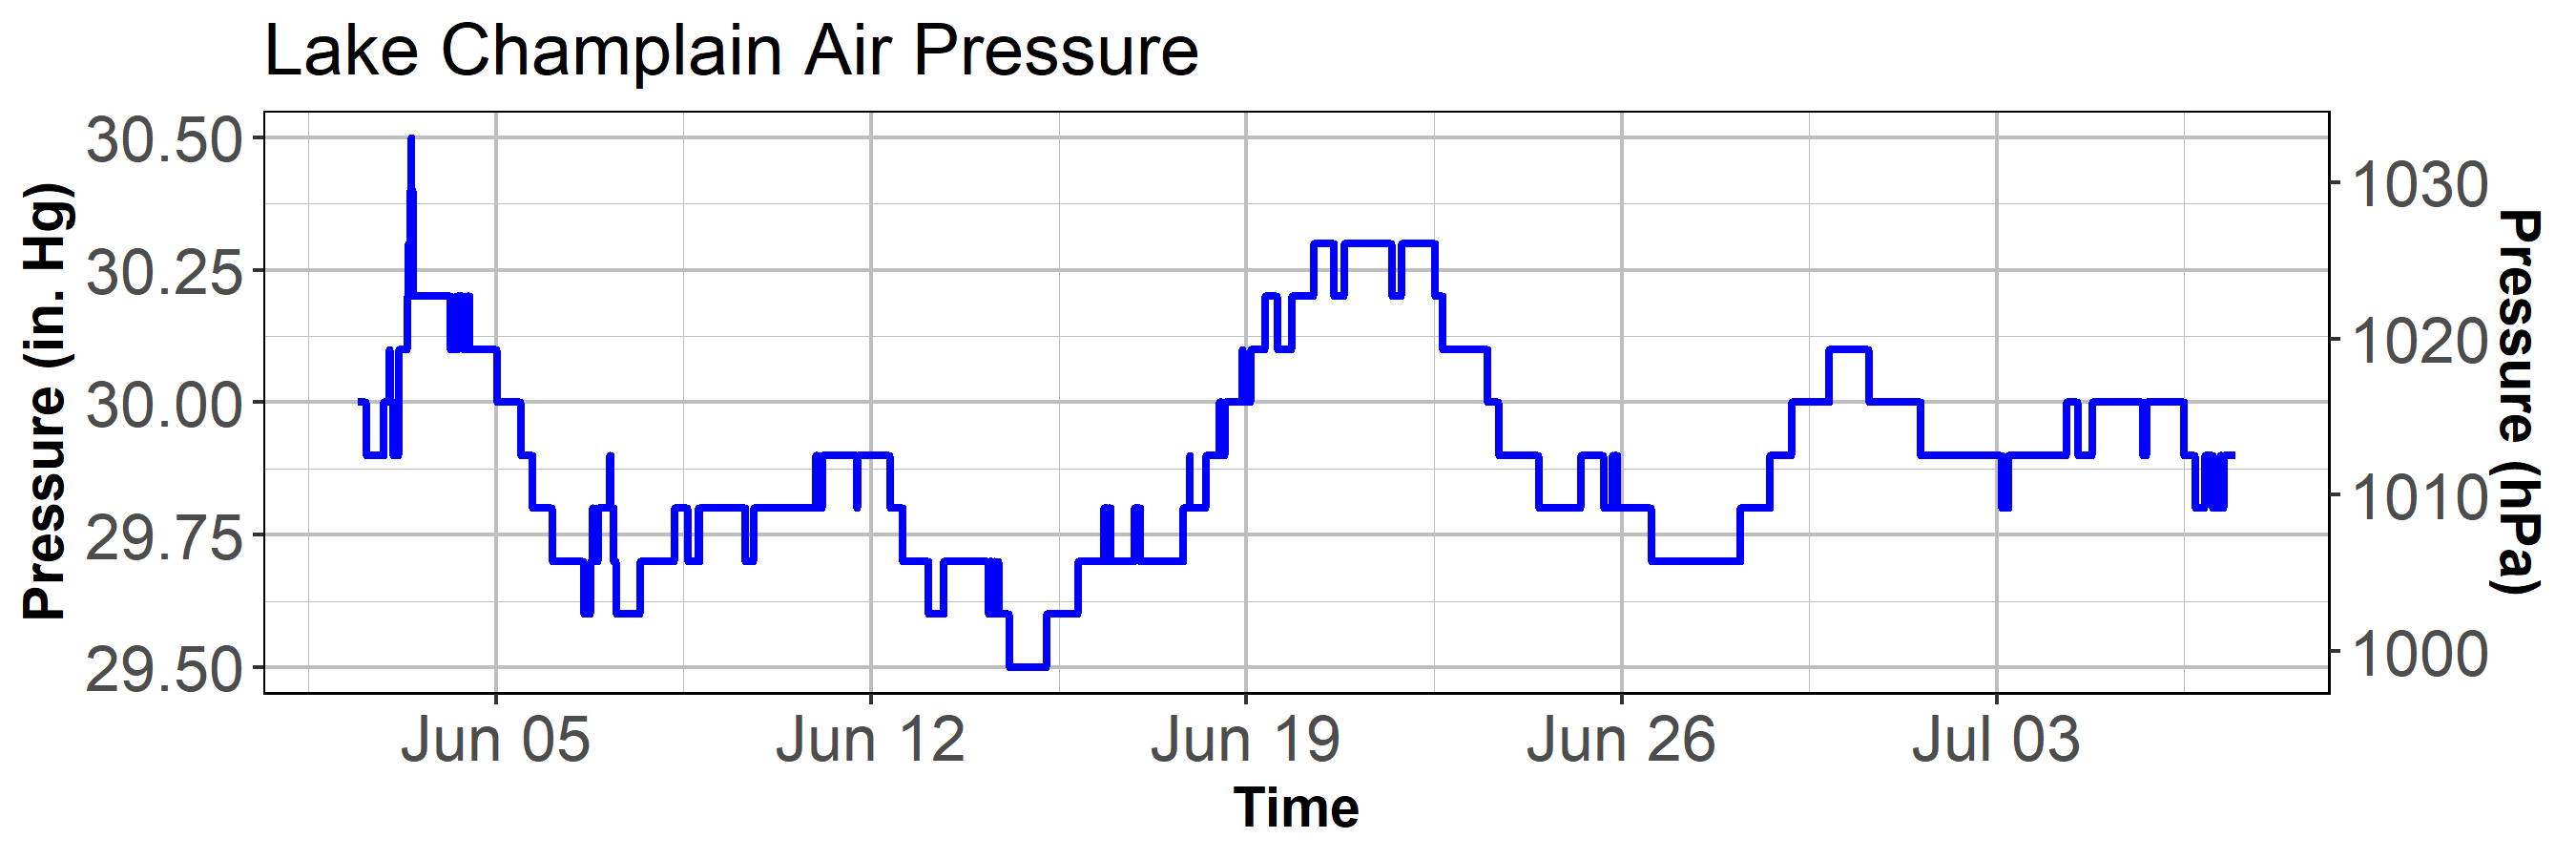 Lake Champlain Air Pressure
Pressure (in. Hg)
30.50
30.25
30.00
29.75
29.50
1030
1020
1010
1000
Pressure (hPa)
Jun 05 Jun 12 Jun 19 Jun 26 Jul 03
Time